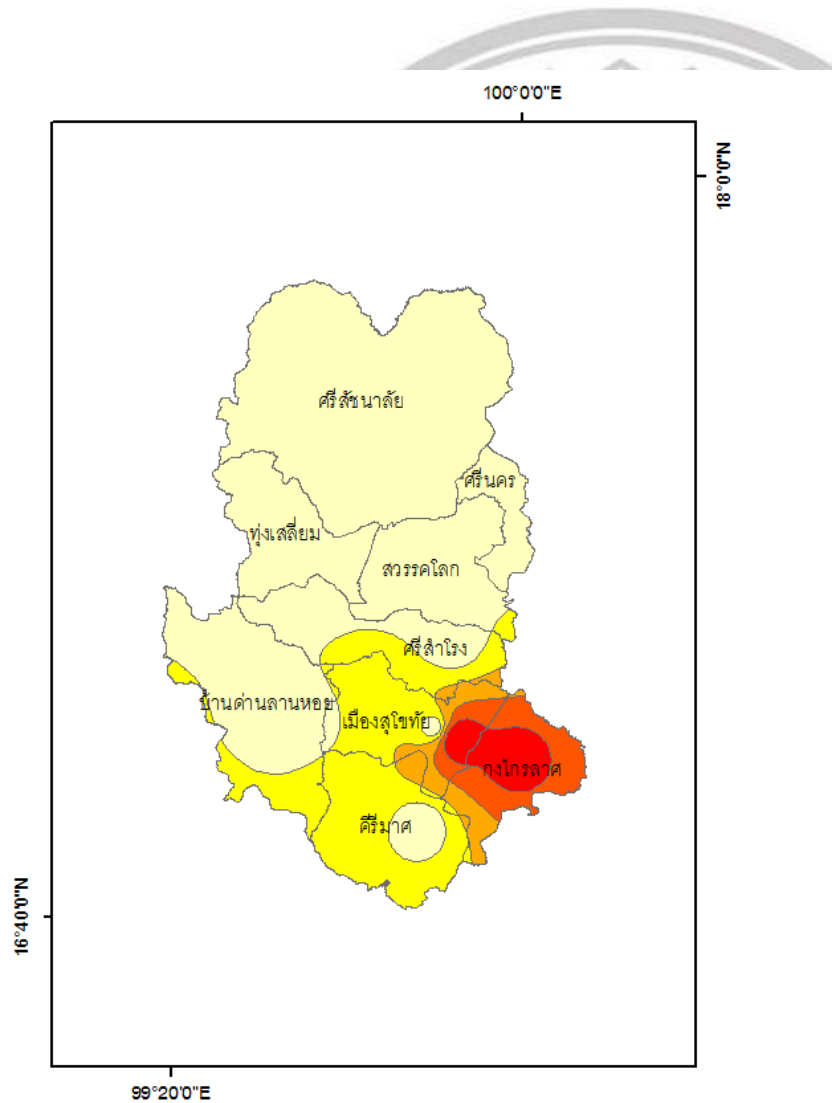 100°0'0"E
18°0'0"N
ศรีสัชนาลัย
ศรีนคร
ทุ่งเสลี่ยม
สวรรคโลก
ศรีสำโรง
บ้านด่านลานหอย
เมืองสุโขทัย
กงไกรลาศ
คีรีมาศ
16°40'0"N
99°20'0"E